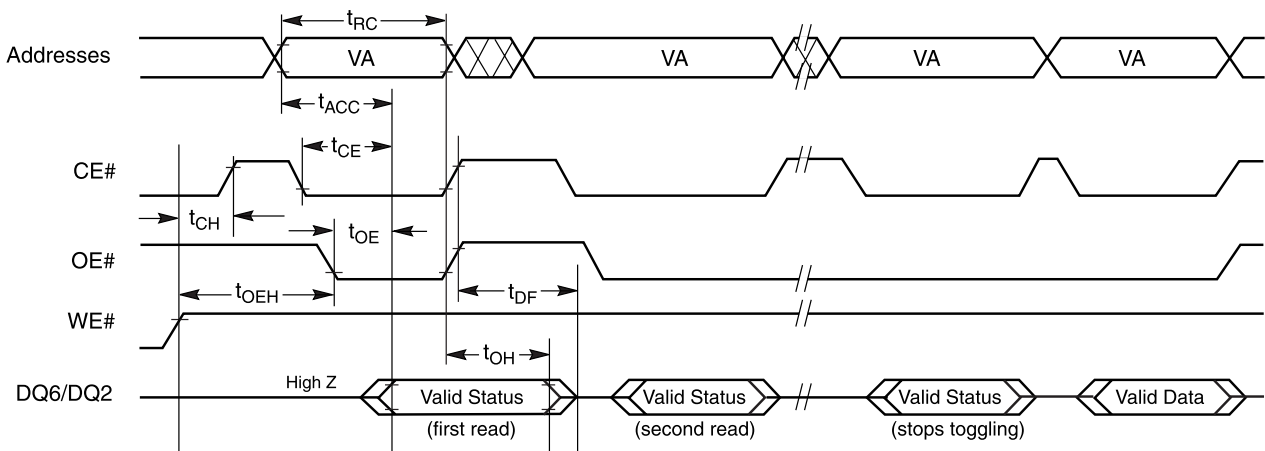 tRC
Addresses VA VA VA VA
tACC
tCE
CE#
tCH
tOE
OE#
tOEH
tDF
WE#
tOH
High Z
DQ6/DQ2 Valid Status Valid Status Valid Status Valid Data
(first read) (second read) (stops toggling)